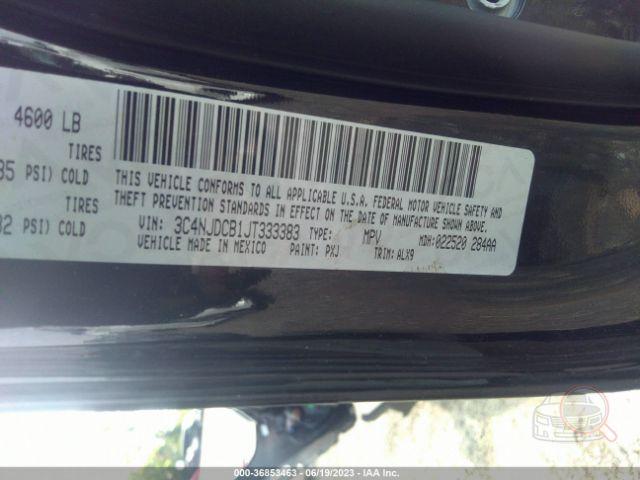 4600 LB
TIRES
35 PSI) COLD
TIRES
32 PSI) COLD
THIS VEHICLE CONFORMS TO ALL APPLICABLE U.S.A. FEDERAL MOTOR VEHICLE SAFETY AND
THEFT PREVENTION STANDARDS IN EFFECT ON THE DATE OF MANUFACTURE SHOWN ABOVE.
VIN: 3C4NJDCB1JT333383 TYPE: MPV MDH:022520 284AA
VEHICLE MADE IN MEXICO PAINT: PXJ TRIM:ALX9
000-36853463 - 06/19/2023 - IAA Inc.